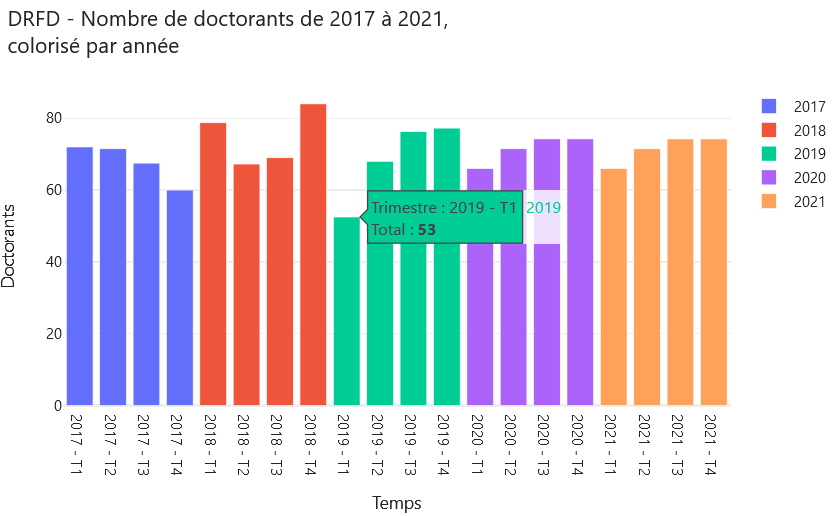 DRFD - Nombre de doctorants de 2017 à 2021,
colorisé par année
2017
2018
2019
2020
2021
Doctorants
80
60
40
20
0
Trimestre : 2019 - T1 2019
Total : 53
2017 - T1
2017 - T2
2017 - T3
2017 - T4
2018 - T1
2018 - T2
2018 - T3
2018 - T4
2019 - T1
2019 - T2
2019 - T3
2019 - T4
2020 - T1
2020 - T2
2020 - T3
2020 - T4
2021 - T1
2021 - T2
2021 - T3
2021 - T4
Temps